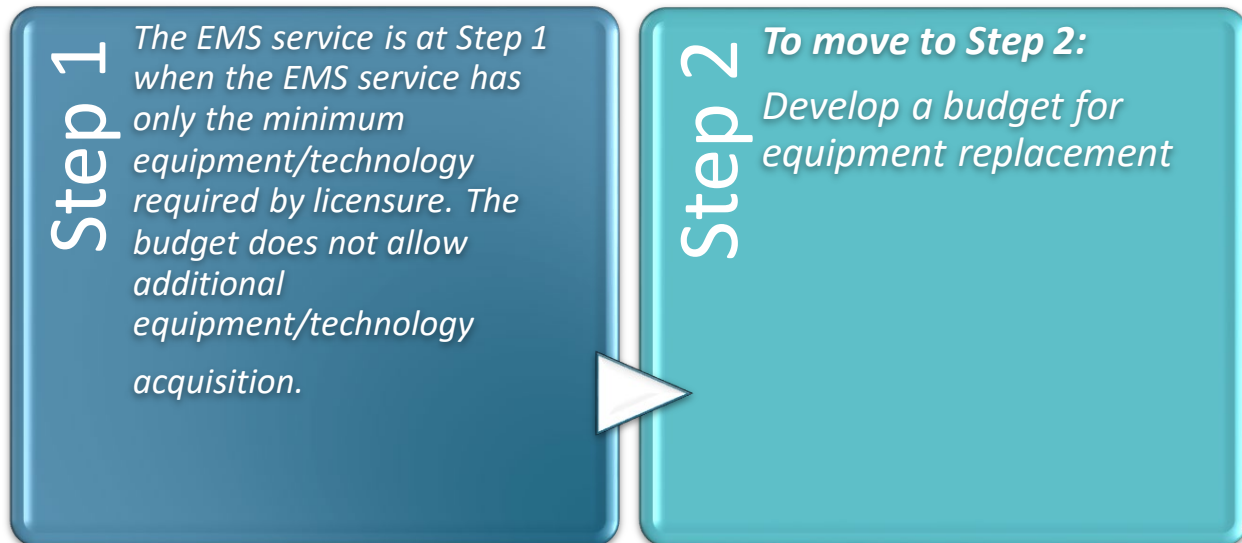 Step 1
The EMS service is at Step 1
when the EMS service has
only the minimum
equipment/technology
required by licensure. The
budget does not allow
additional
equipment/technology
acquisition.
Step 2
To move to Step 2:
Develop a budget for
equipment replacement